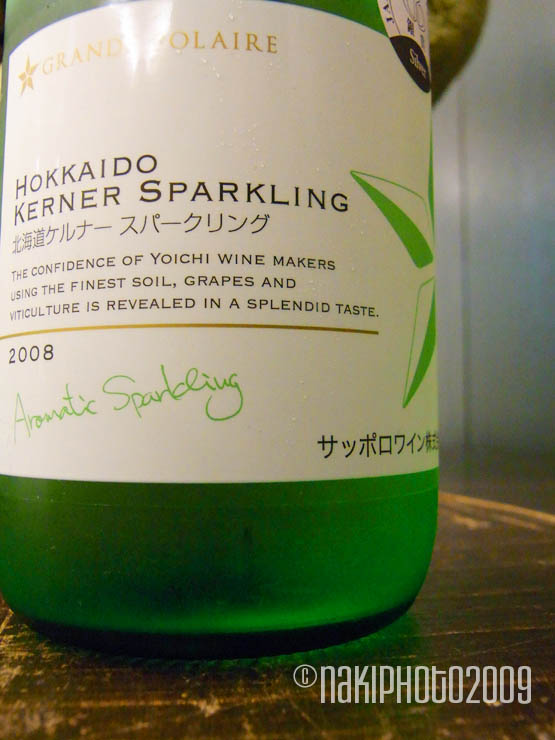 GRANDE POLAIRE
Silver
HOKKAIDO
KERNER SPARKLING
北海道ケルナー スパークリング
THE CONFIDENCE OF YOICHI WINE MAKERS
USING THE FINEST SOIL, GRAPES AND
VITICULTURE IS REVEALED IN A SPLENDID TASTE.
2008
Aromatic Sparkling
サッポロワイン株式
©NAKIPHOTO2009